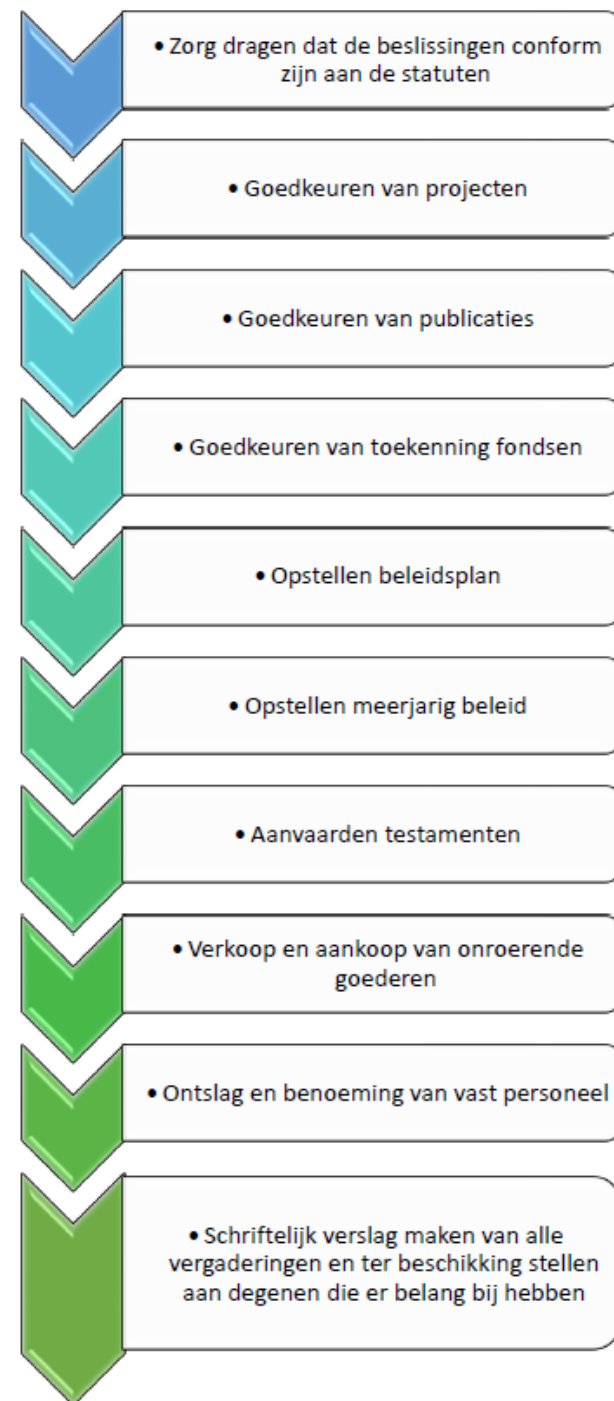 • Zorg dragen dat de beslissingen conform
zijn aan de statuten
• Goedkeuren van projecten
• Goedkeuren van publicaties
• Goedkeuren van toekenning fondsen
• Opstellen beleidsplan
• Opstellen meerjarig beleid
• Aanvaarden testamenten
• Verkoop en aankoop van onroerende
goederen
• Ontslag en benoeming van vast personeel
• Schriftelijk verslag maken van alle
vergaderingen en ter beschikking stellen
aan degenen die er belang bij hebben